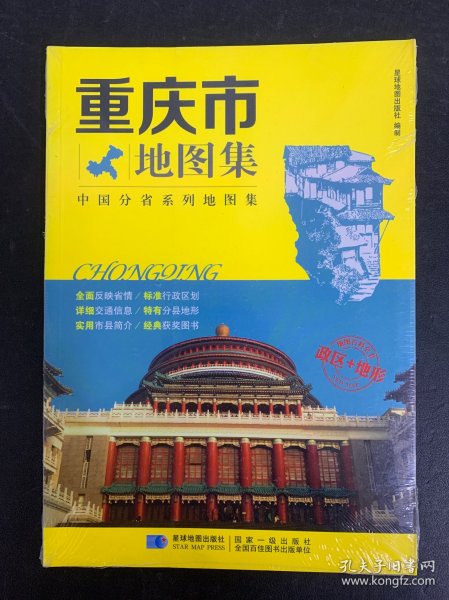 重庆市
地图集
中国分省系列地图集
星球地图出版社 编制
CHONGQING
全面反映省情/标准行政区划
详细交通信息/特有分县地形
实用市县简介/经典获奖图书
政区+地形
星球地图出版社
STAR MAP PRESS
国家一级出版社
全国百佳图书出版单位
孔夫子旧书网
www.kongfz.com